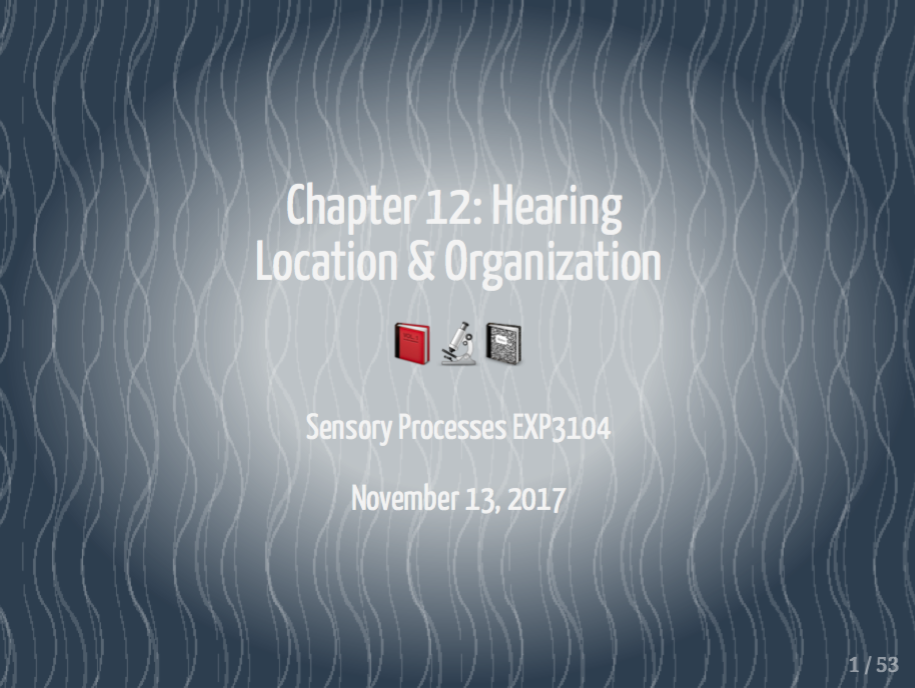 Chapter 12: Hearing
Location & Organization
Sensory Processes EXP3104
November 13, 2017
1 / 53